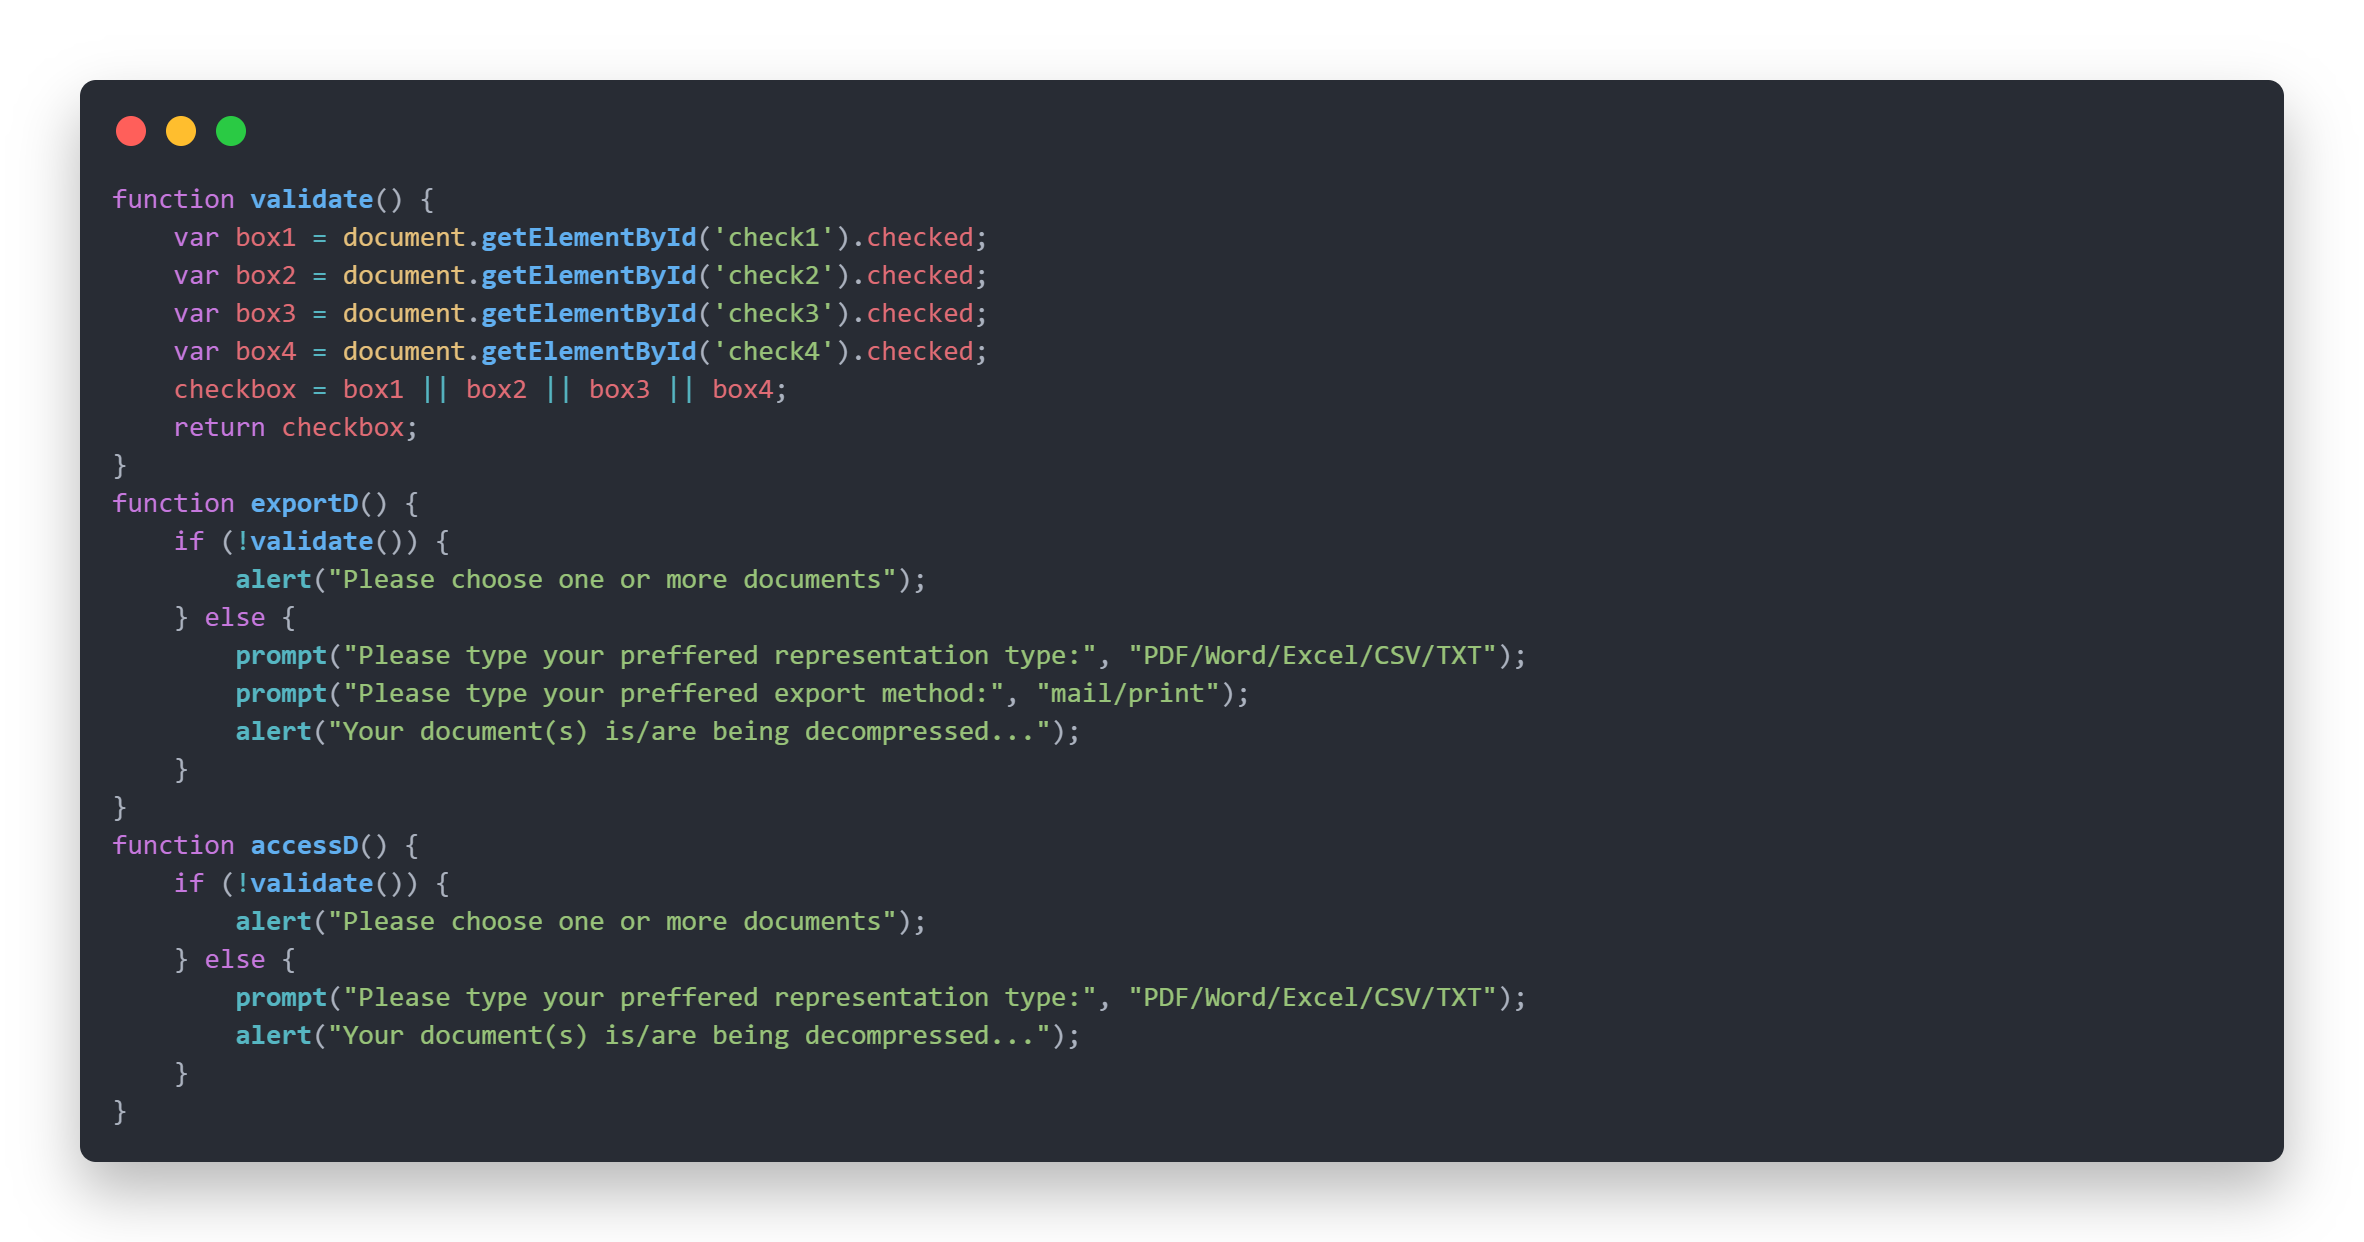 function validate() {
    var box1 = document.getElementById('check1').checked;
    var box2 = document.getElementById('check2').checked;
    var box3 = document.getElementById('check3').checked;
    var box4 = document.getElementById('check4').checked;
    checkbox = box1 || box2 || box3 || box4;
    return checkbox;
}
function exportD() {
    if (!validate()) {
        alert("Please choose one or more documents");
    } else {
        prompt("Please type your preffered representation type:", "PDF/Word/Excel/CSV/TXT");
        prompt("Please type your preffered export method:", "mail/print");
        alert("Your document(s) is/are being decompressed...");
    }
}
function accessD() {
    if (!validate()) {
        alert("Please choose one or more documents");
    } else {
        prompt("Please type your preffered representation type:", "PDF/Word/Excel/CSV/TXT");
        alert("Your document(s) is/are being decompressed...");
    }
}